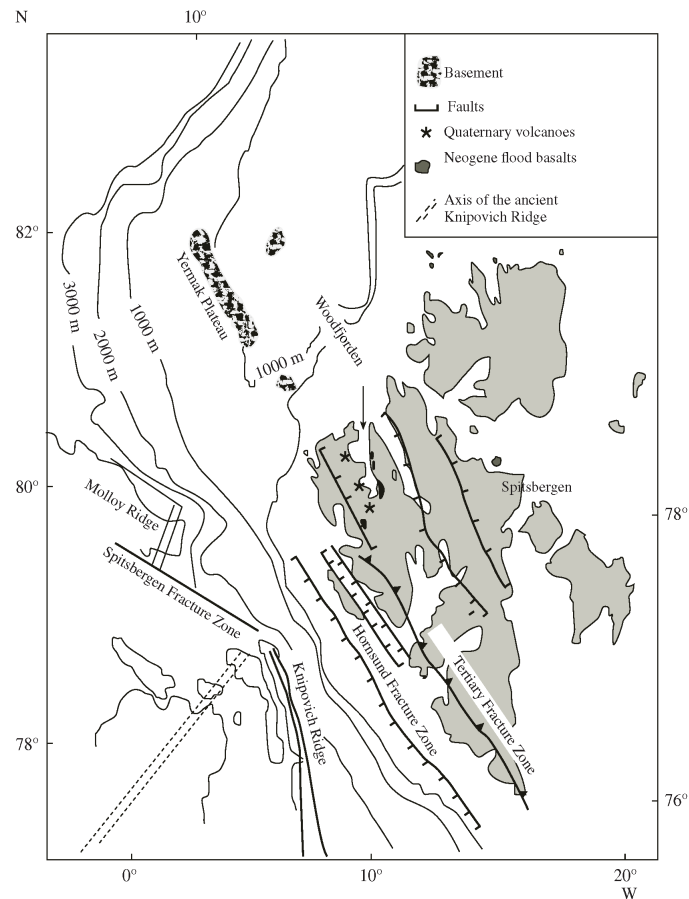 N
10°
Basement
Faults
Quaternary volcanoes
Neogene flood basalts
Axis of the ancient
Knipovich Ridge
82°
Yermak Plateau
3000 m
2000 m
1000 m
Woodfjorden
1000 m
80°
Spitsbergen
78°
Molloy Ridge
Spitsbergen Fracture Zone
Hornsund Fracture Zone
Tertiary Fracture Zone
Knipovich Ridge
78°
76°
0°
10°
20°
W